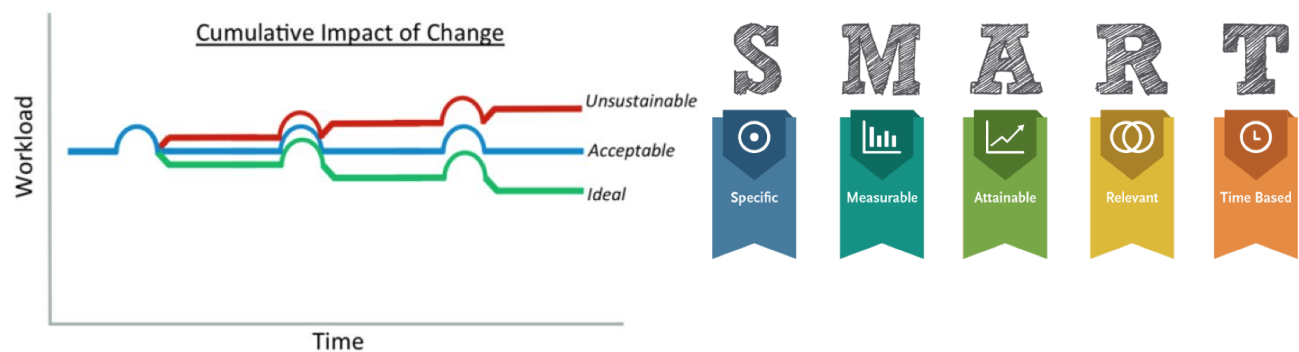 Cumulative Impact of Change
Workload
Unsustainable
Acceptable
Ideal
Time
S M A R T
Specific
Measurable
Attainable
Relevant
Time Based